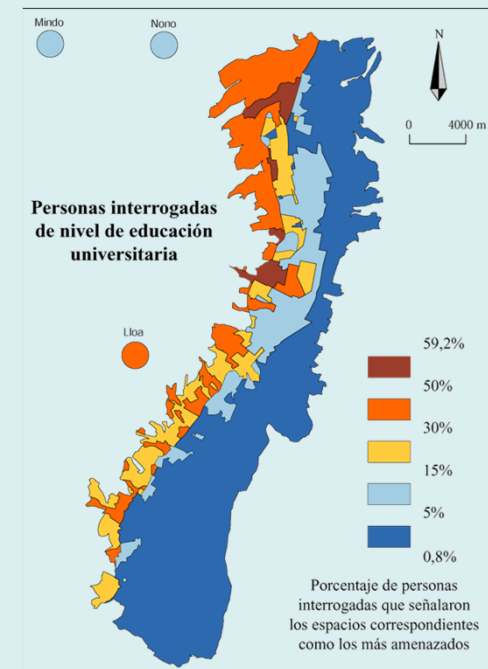 Mindo
Nono
N
0 4000 m
Personas interrogadas
de nivel de educación
universitaria
Lloa
59,2%
50%
30%
15%
5%
0,8%
Porcentaje de personas
interrogadas que señalaron
los espacios correspondientes
como los más amenazados